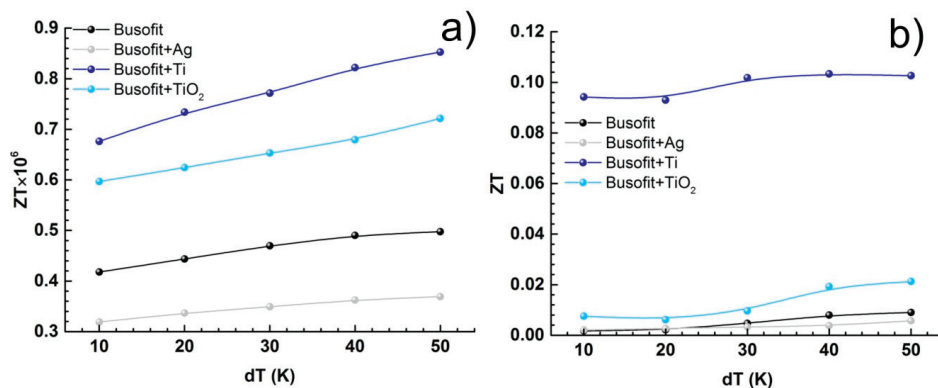 a)
Busofit
Busofit+Ag
Busofit+Ti
Busofit+TiO₂
ZT×10⁶
0.9
0.8
0.7
0.6
0.5
0.4
0.3
10 20 30 40 50
dT (K)
b)
Busofit
Busofit+Ag
Busofit+Ti
Busofit+TiO₂
ZT
0.12
0.10
0.08
0.06
0.04
0.02
0.00
10 20 30 40 50
dT (K)